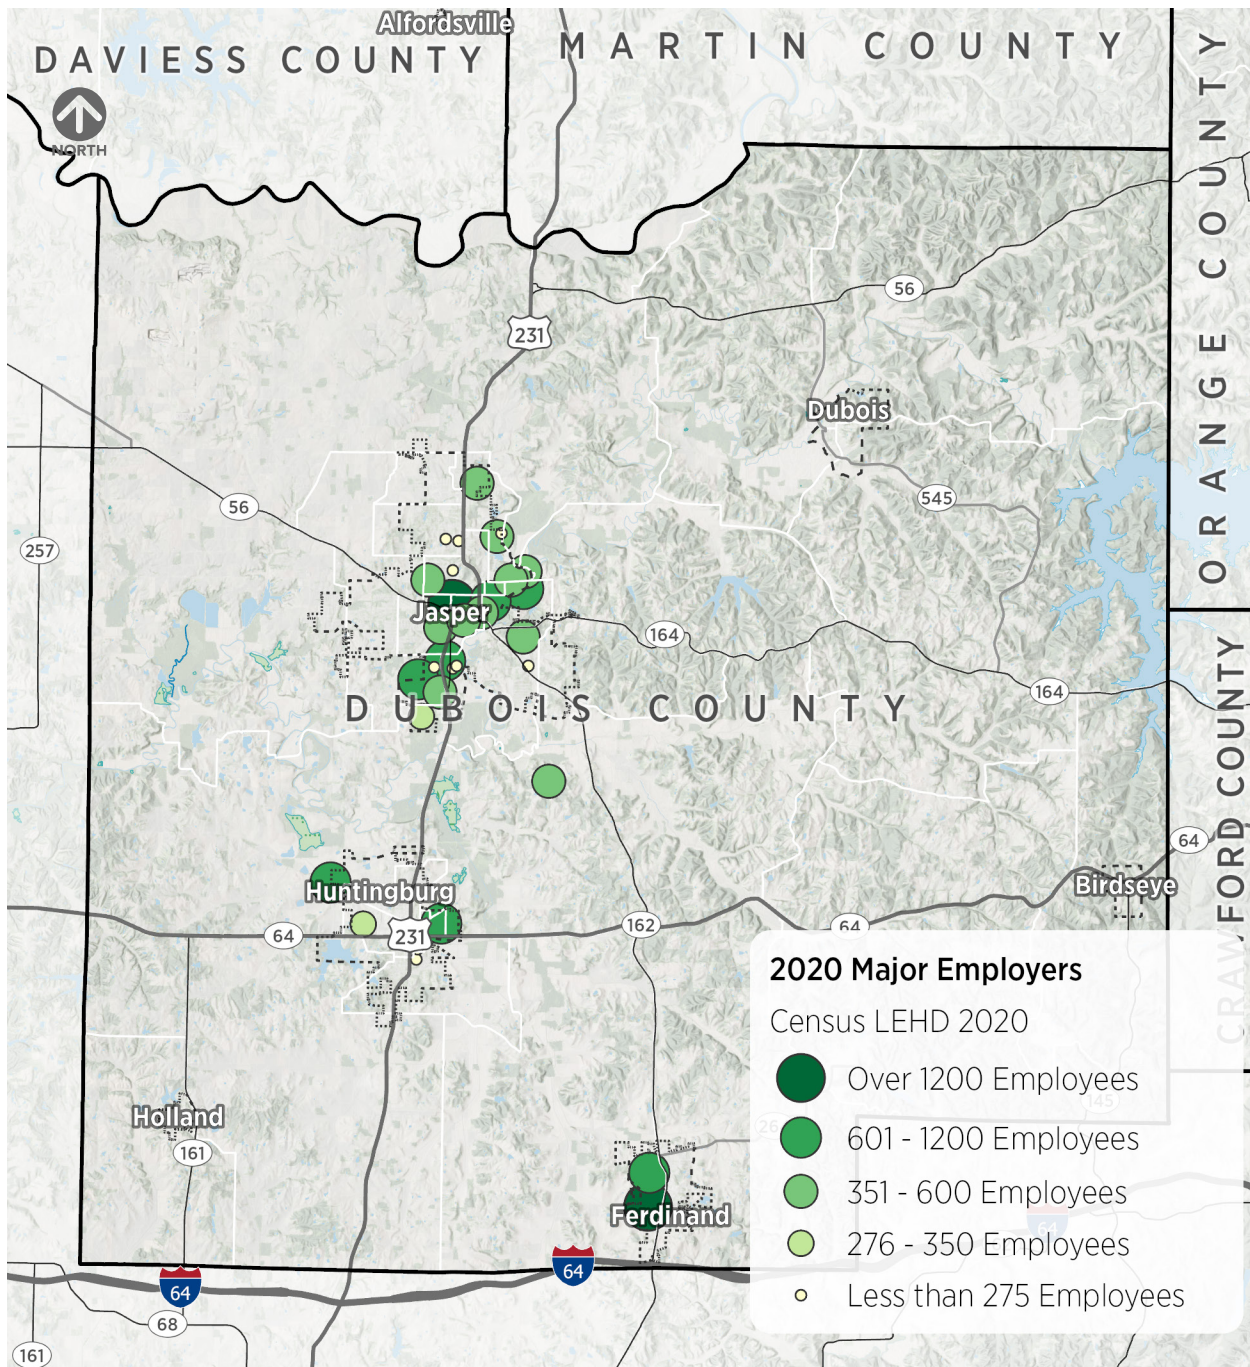 Alfordsville
DAVIESS COUNTY
MARTIN COUNTY
ORANGE COUNTY
NORTH
56
231
Dubois
545
56
257
Jasper
164
164
DUBOIS COUNTY
CRAWFORD COUNTY
64
Birdseye
Huntingburg
64
231
162
64
2020 Major Employers
Census LEHD 2020
Over 1200 Employees
601 - 1200 Employees
351 - 600 Employees
276 - 350 Employees
Less than 275 Employees
145
64
Holland
161
Ferdinand
64
64
68
161